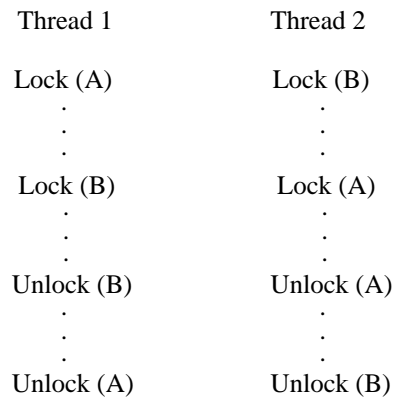 Thread 1 Thread 2
Lock (A) Lock (B)
. .
. .
. .
Lock (B) Lock (A)
. .
. .
. .
Unlock (B) Unlock (A)
. .
. .
. .
Unlock (A) Unlock (B)